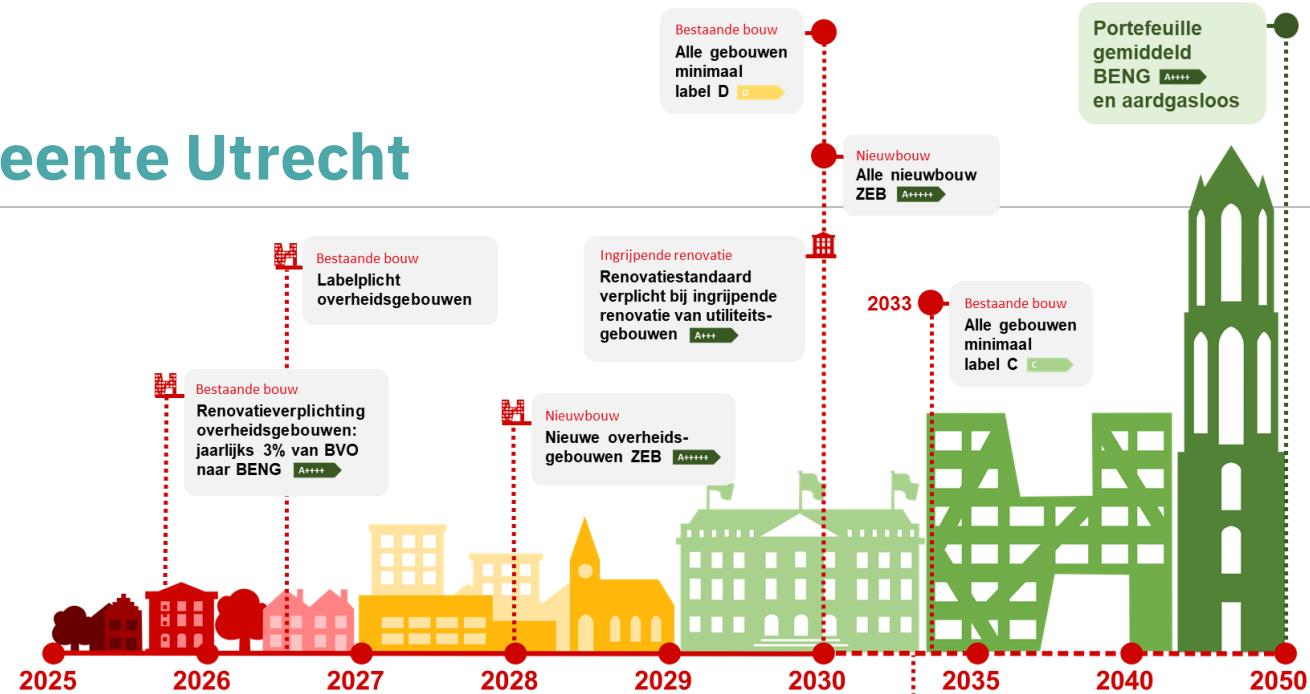 eente Utrecht
Bestaande bouw
Alle gebouwen
minimaal
label D D
Portefeuille
gemiddeld
BENG A++++
en aardgasloos
Nieuwbouw
Alle nieuwbouw
ZEB A+++++
Bestaande bouw
Labelplicht
overheidsgebouwen
Ingrijpende renovatie
Renovatiestandaard
verplicht bij ingrijpende
renovatie van utiliteits-
gebouwen A+++
2033
Bestaande bouw
Alle gebouwen
minimaal
label C C
Bestaande bouw
Renovatieverplichting
overheidsgebouwen:
jaarlijks 3% van BVO
naar BENG A++++
Nieuwbouw
Nieuwe overheids-
gebouwen ZEB A+++++
2025 2026 2027 2028 2029 2030 2035 2040 2050